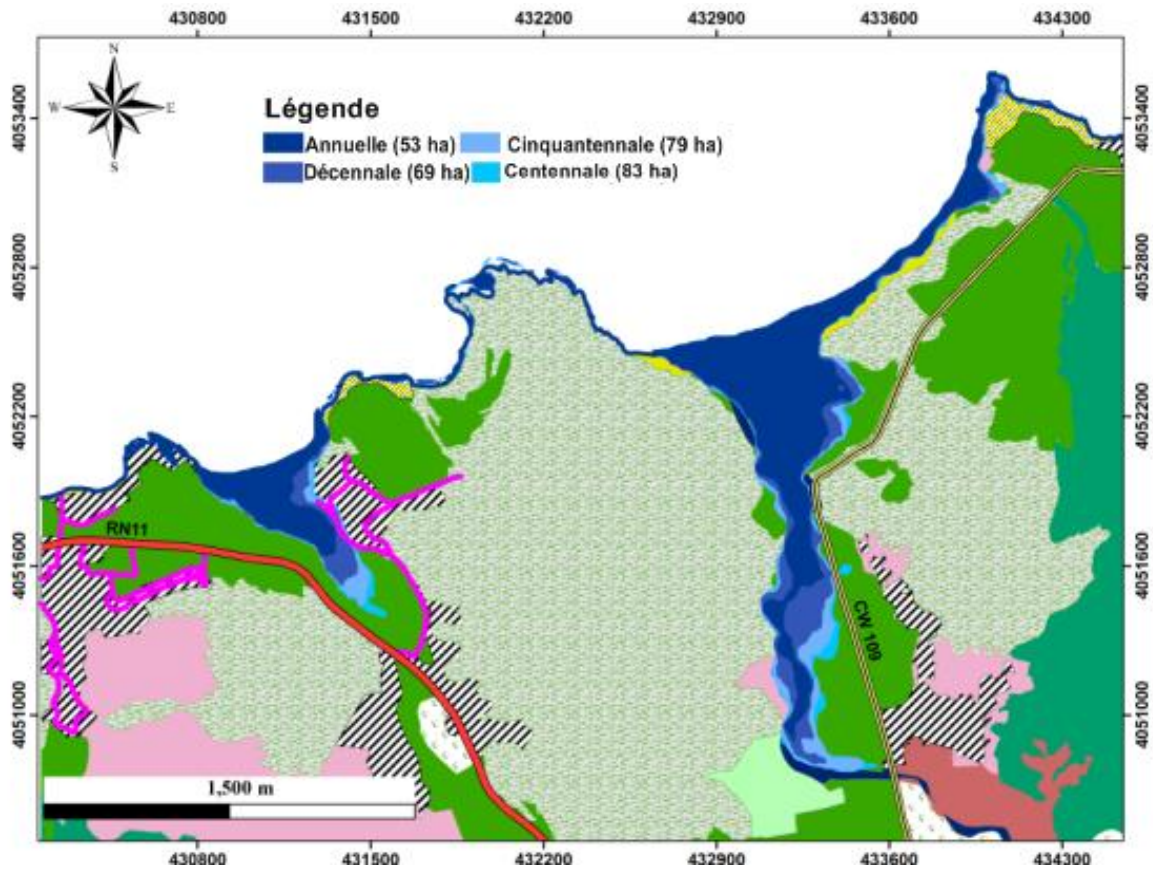 430800 431500 432200 432900 433600 434300
N
W E
S
Légende
Annuelle (53 ha) Cinquantennale (79 ha)
Décennale (69 ha) Centennale (83 ha)
4053400 4053400
4052800 4052800
4052200 4052200
RN11
4051600 4051600
CW 109
4051000 4051000
1,500 m
430800 431500 432200 432900 433600 434300